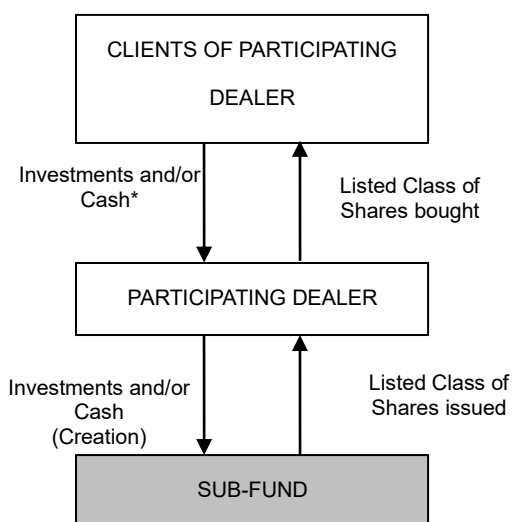 CLIENTS OF PARTICIPATING
DEALER
Investments and/or
Cash*
Listed Class of
Shares bought
PARTICIPATING DEALER
Investments and/or
Cash
(Creation)
Listed Class of
Shares issued
SUB-FUND